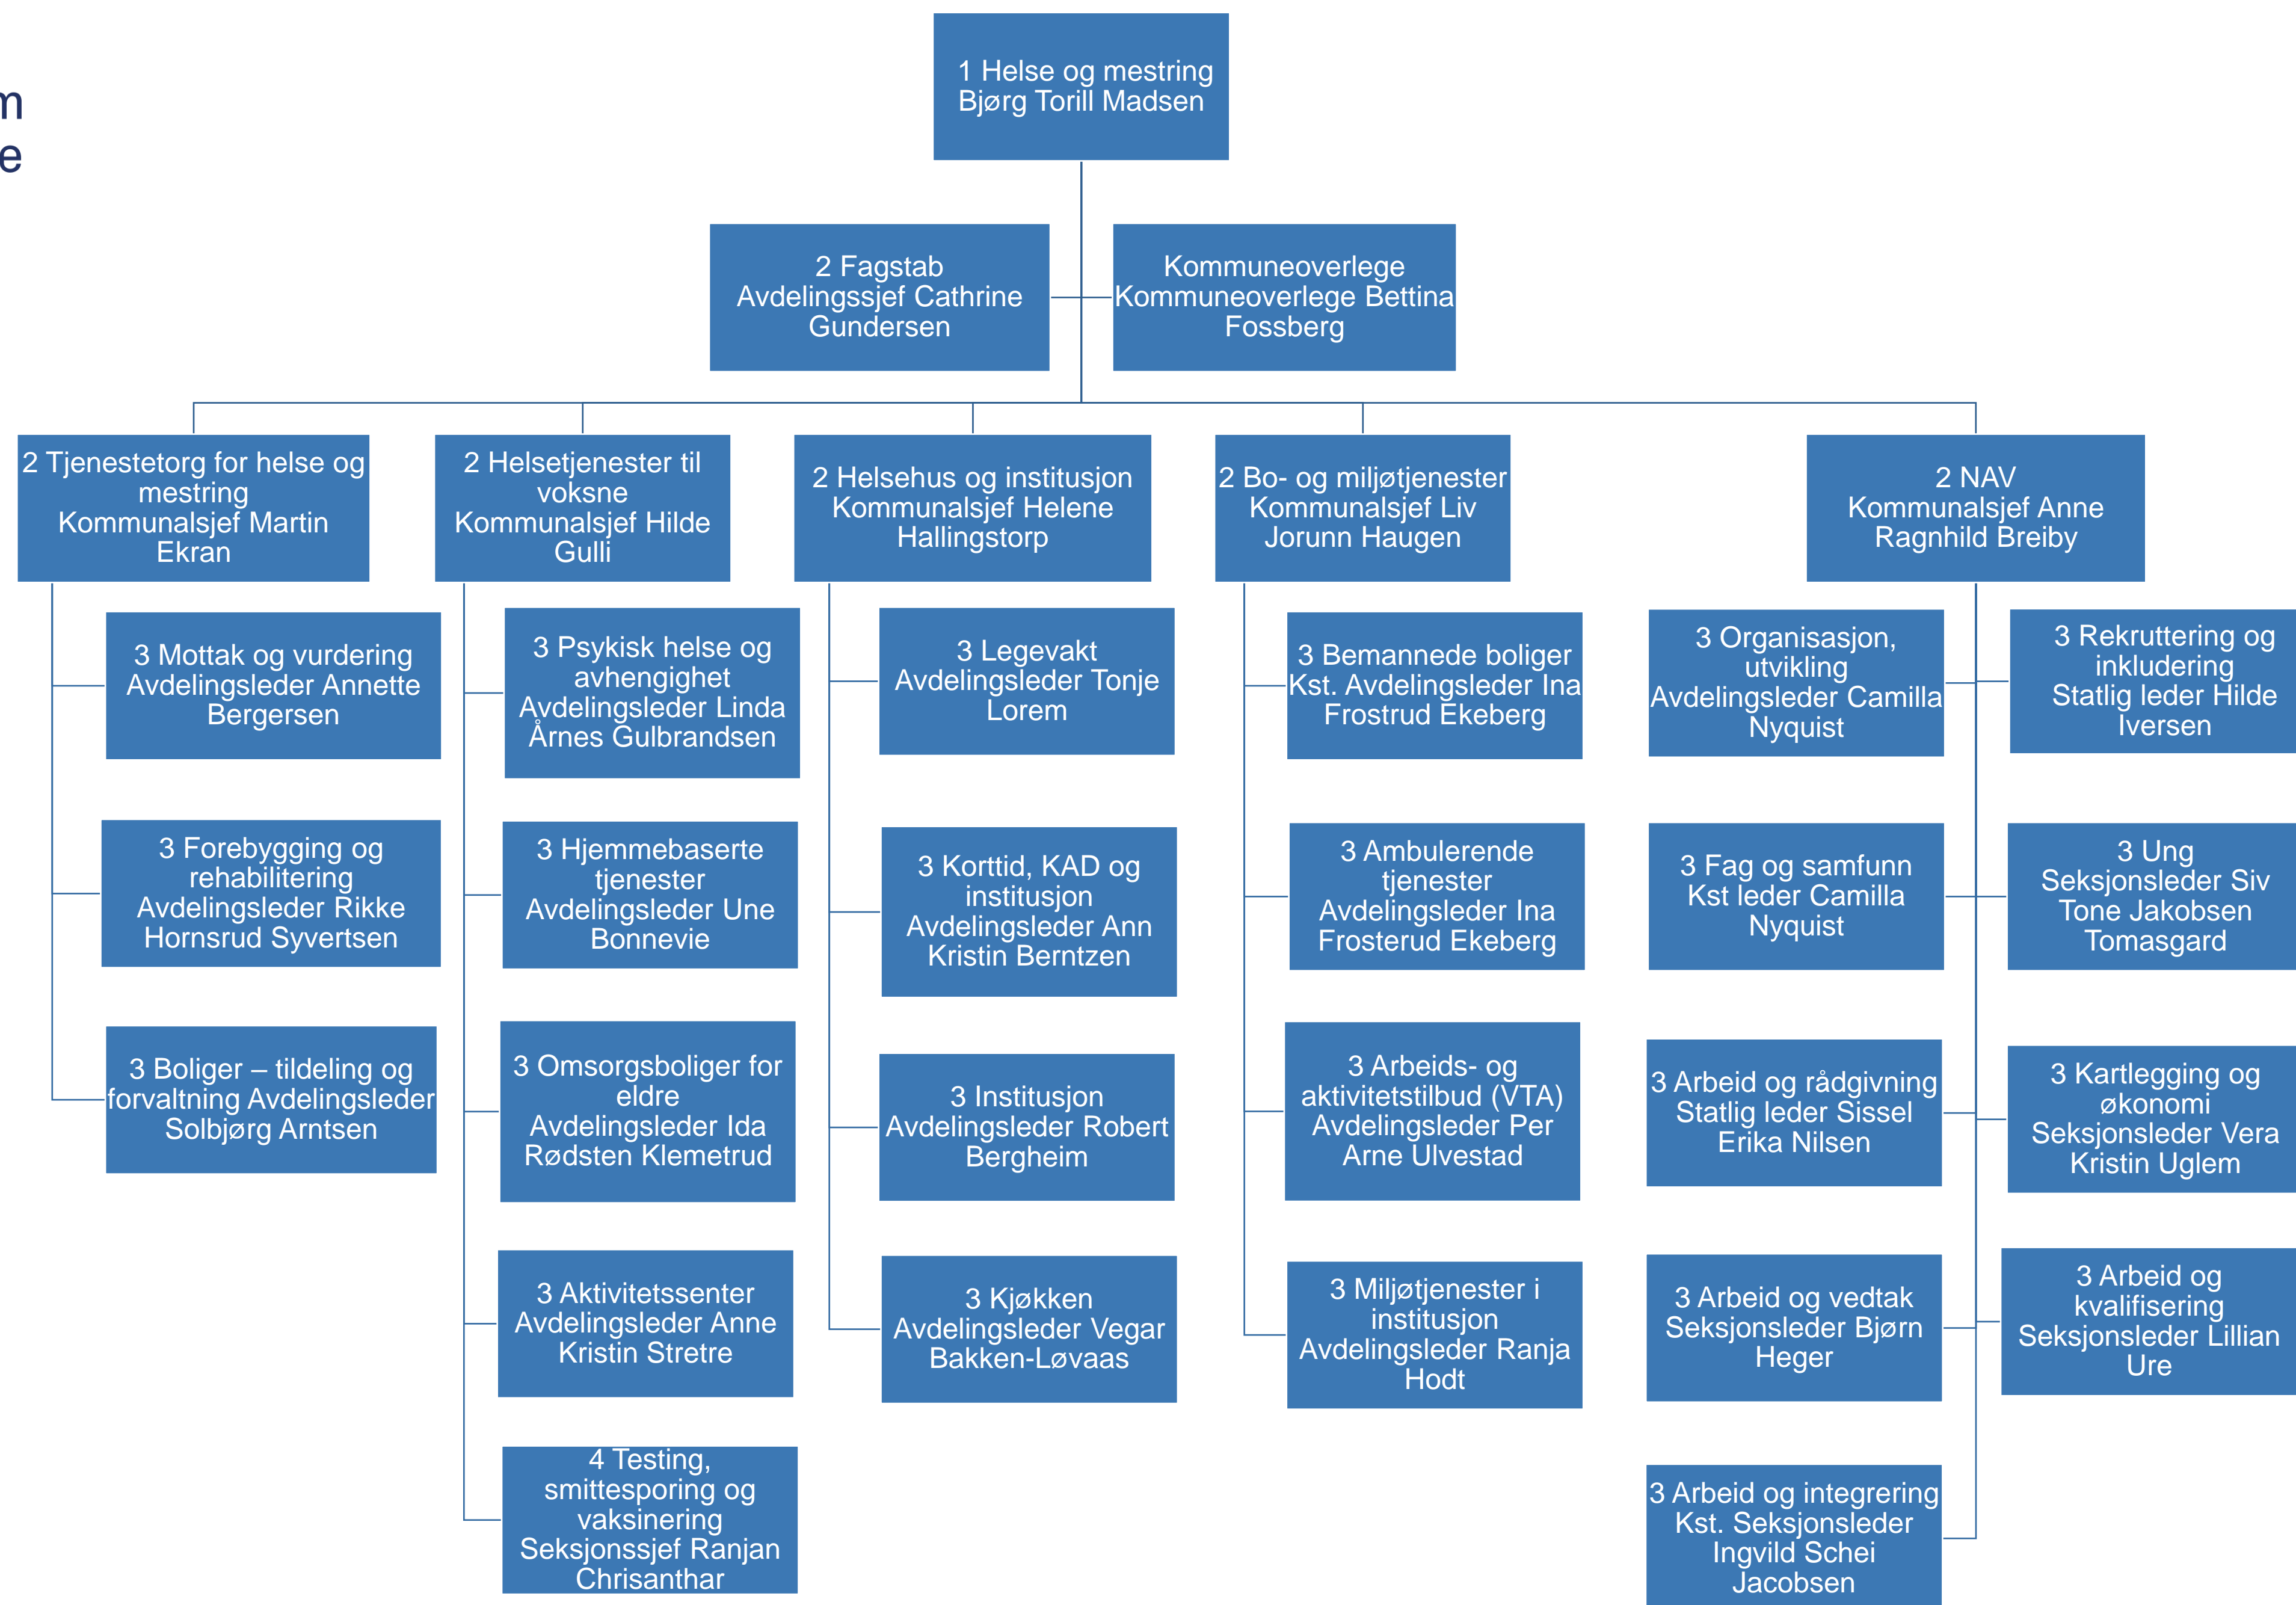 m
e
1 Helse og mestring
Bjørg Torill Madsen
2 Fagstab
Avdelingssjef Cathrine
Gundersen
Kommuneoverlege
Kommuneoverlege Bettina
Fossberg
2 Tjenestetorg for helse og
mestring
Kommunalsjef Martin
Ekran
2 Helsetjenester til
voksne
Kommunalsjef Hilde
Gulli
2 Helsehus og institusjon
Kommunalsjef Helene
Hallingstorp
2 Bo- og miljøtjenester
Kommunalsjef Liv
Jorunn Haugen
2 NAV
Kommunalsjef Anne
Ragnhild Breiby
3 Mottak og vurdering
Avdelingsleder Annette
Bergersen
3 Forebygging og
rehabilitering
Avdelingsleder Rikke
Hornsrud Syvertsen
3 Boliger – tildeling og
forvaltning Avdelingsleder
Solbjørg Arntsen
3 Psykisk helse og
avhengighet
Avdelingsleder Linda
Årnes Gulbrandsen
3 Hjemmebaserte
tjenester
Avdelingsleder Une
Bonnevie
3 Omsorgsboliger for
eldre
Avdelingsleder Ida
Rødsten Klemetrud
3 Aktivitetssenter
Avdelingsleder Anne
Kristin Stretre
4 Testing,
smittesporing og
vaksinering
Seksjonssjef Ranjan
Chrisanthar
3 Legevakt
Avdelingsleder Tonje
Lorem
3 Korttid, KAD og
institusjon
Avdelingsleder Ann
Kristin Berntzen
3 Institusjon
Avdelingsleder Robert
Bergheim
3 Kjøkken
Avdelingsleder Vegar
Bakken-Løvaas
3 Bemannede boliger
Kst. Avdelingsleder Ina
Frostrud Ekeberg
3 Ambulerende
tjenester
Avdelingsleder Ina
Frosterud Ekeberg
3 Arbeids- og
aktivitetstilbud (VTA)
Avdelingsleder Per
Arne Ulvestad
3 Miljøtjenester i
institusjon
Avdelingsleder Ranja
Hodt
3 Organisasjon,
utvikling
Avdelingsleder Camilla
Nyquist
3 Rekruttering og
inkludering
Statlig leder Hilde
Iversen
3 Fag og samfunn
Kst leder Camilla
Nyquist
3 Ung
Seksjonsleder Siv
Tone Jakobsen
Tomasgard
3 Arbeid og rådgivning
Statlig leder Sissel
Erika Nilsen
3 Kartlegging og
økonomi
Seksjonsleder Vera
Kristin Uglem
3 Arbeid og vedtak
Seksjonsleder Bjørn
Heger
3 Arbeid og
kvalifisering
Seksjonsleder Lillian
Ure
3 Arbeid og integrering
Kst. Seksjonsleder
Ingvild Schei
Jacobsen